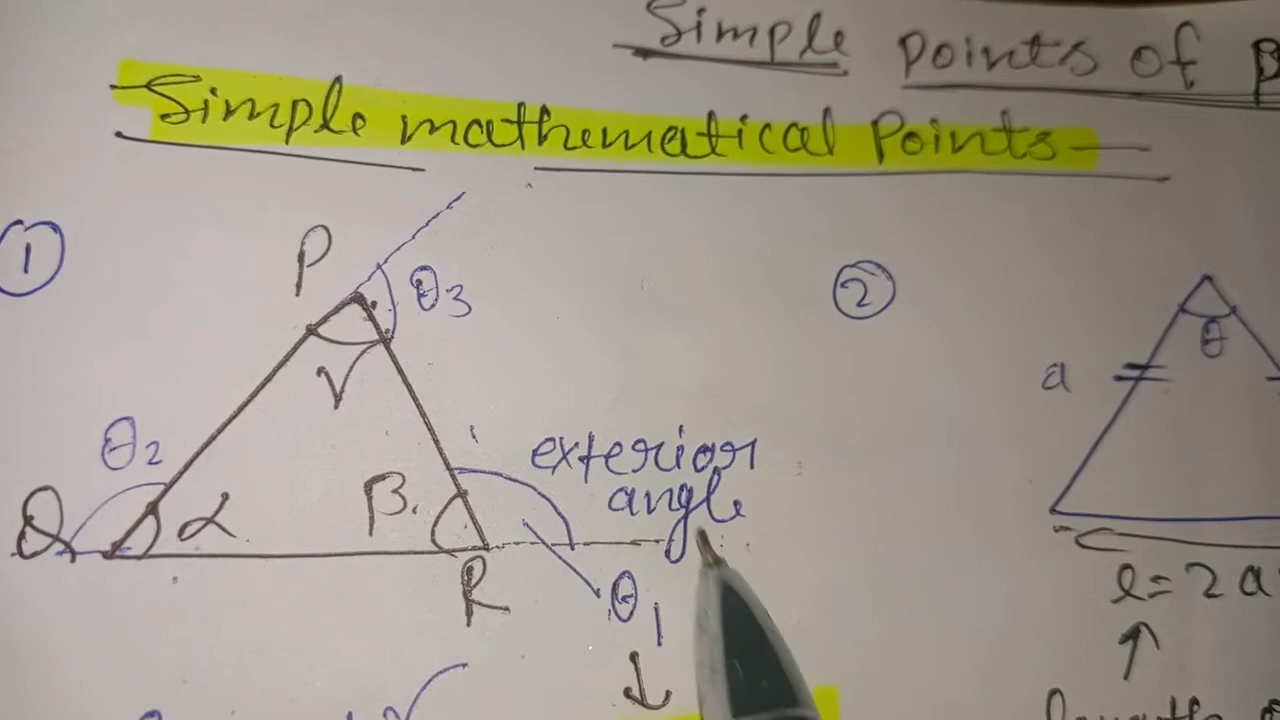 Simple points of
Simple mathematical Points
①
P
θ3
γ
θ2
Q
α
β
R
exterior
angle
θ1
②
θ
a
l = 2a